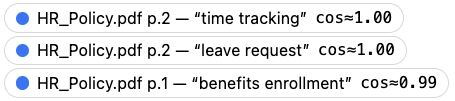 HR_Policy.pdf p.2 — “time tracking” cos≈1.00
HR_Policy.pdf p.2 — “leave request” cos≈1.00
HR_Policy.pdf p.1 — “benefits enrollment” cos≈0.99